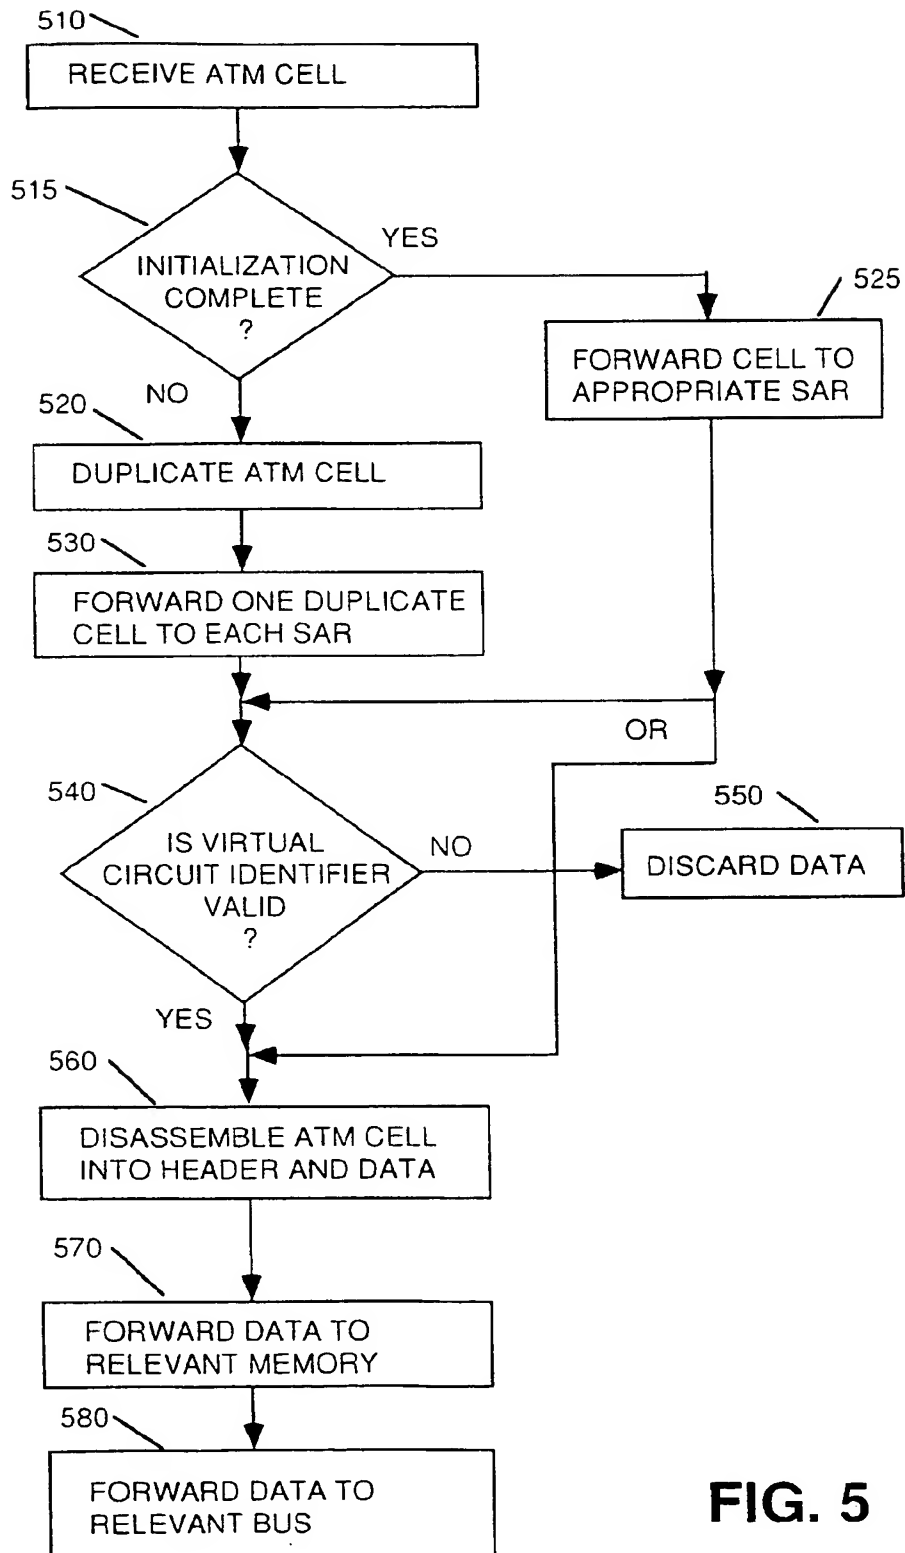 510
RECEIVE ATM CELL
515
YES
INITIALIZATION
COMPLETE
?
525
FORWARD CELL TO
APPROPRIATE SAR
NO
520
DUPLICATE ATM CELL
530
FORWARD ONE DUPLICATE
CELL TO EACH SAR
OR
540
IS VIRTUAL
CIRCUIT IDENTIFIER
VALID
?
NO
550
DISCARD DATA
YES
560
DISASSEMBLE ATM CELL
INTO HEADER AND DATA
570
FORWARD DATA TO
RELEVANT MEMORY
580
FORWARD DATA TO
RELEVANT BUS
FIG. 5